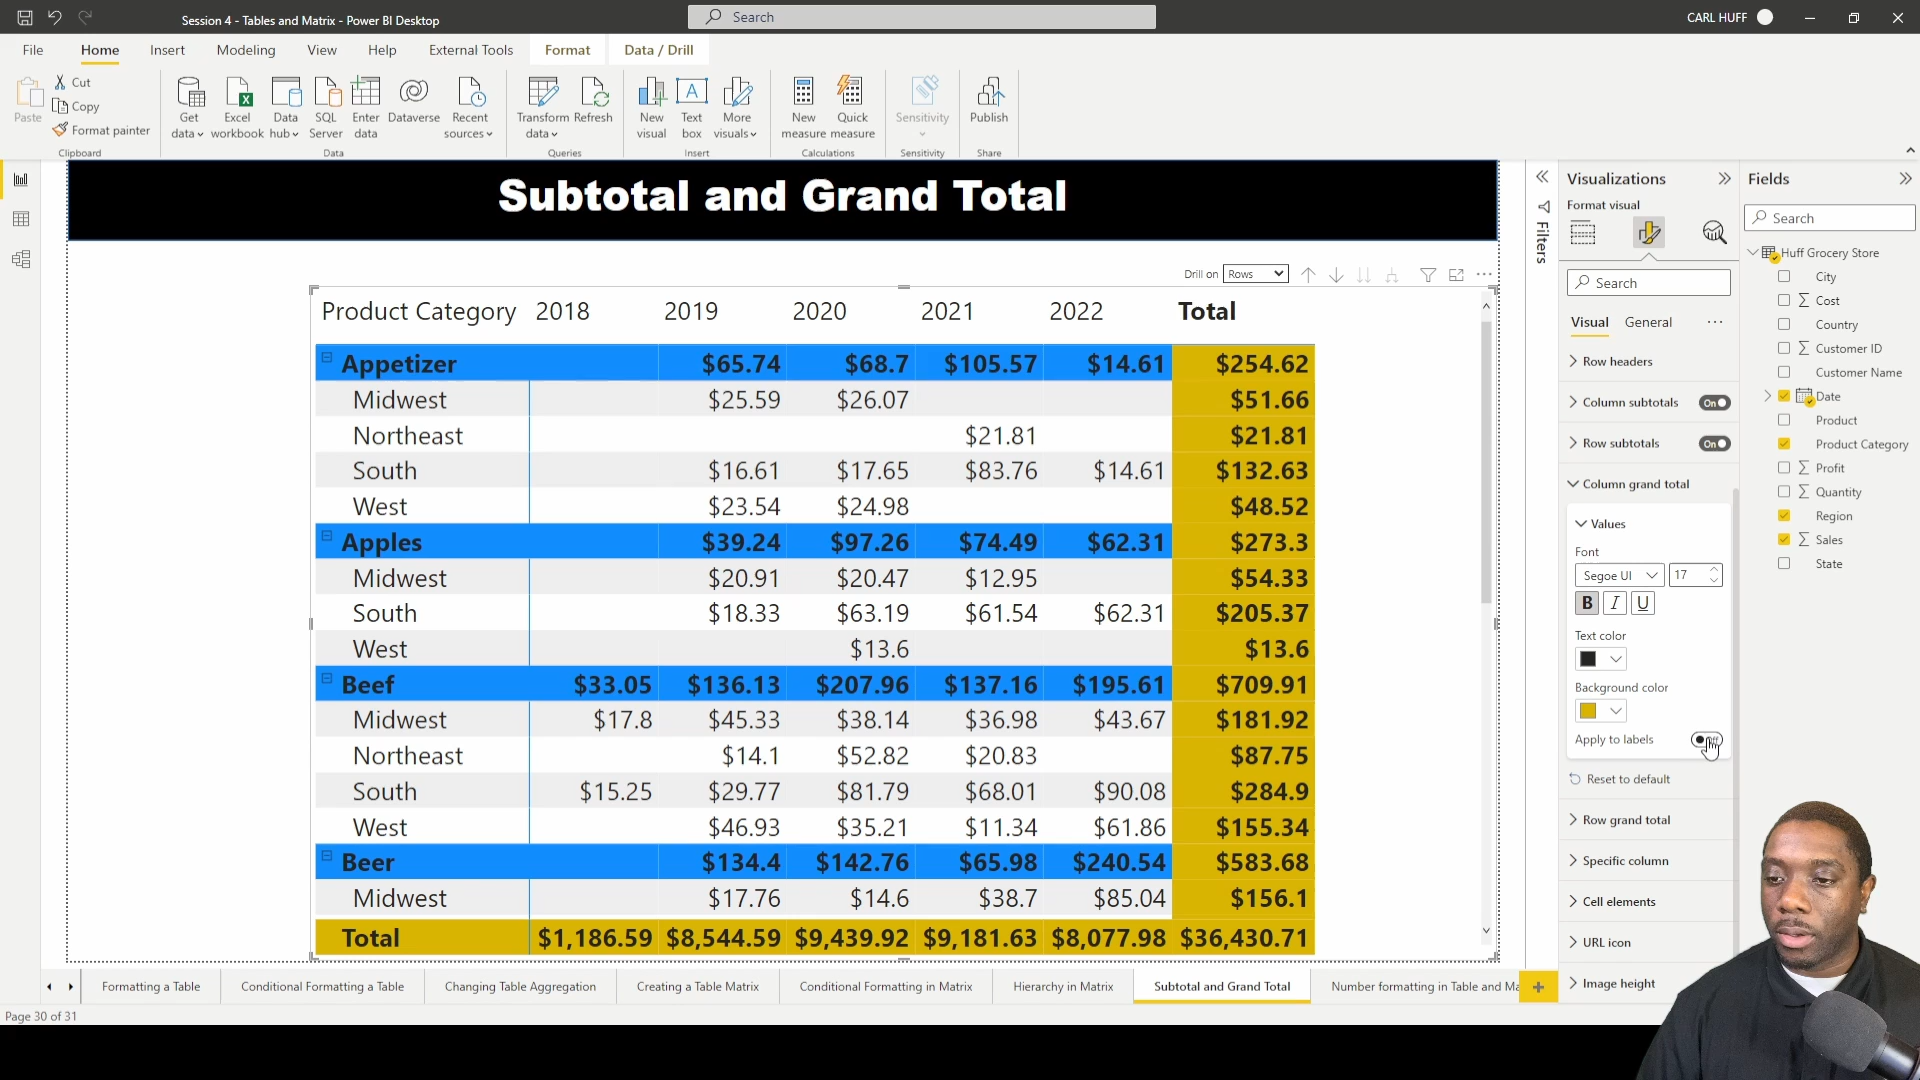 Session 4 - Tables and Matrix - Power BI Desktop
Search
CARL HUFF
File Home Insert Modeling View Help External Tools Format Data / Drill
Paste
Cut
Copy
Format painter
Get data
Excel workbook
Data hub
SQL Server
Enter data
Dataverse
Recent sources
Transform data
Refresh
New visual
Text box
More visuals
New measure
Quick measure
Sensitivity
Publish
Clipboard Data Queries Insert Calculations Sensitivity Share
Subtotal and Grand Total
Drill on Rows
Product Category 2018 2019 2020 2021 2022 Total
Appetizer $65.74 $68.7 $105.57 $14.61 $254.62
Midwest $25.59 $26.07 $51.66
Northeast $21.81 $21.81
South $16.61 $17.65 $83.76 $14.61 $132.63
West $23.54 $24.98 $48.52
Apples $39.24 $97.26 $74.49 $62.31 $273.3
Midwest $20.91 $20.47 $12.95 $54.33
South $18.33 $63.19 $61.54 $62.31 $205.37
West $13.6 $13.6
Beef $33.05 $136.13 $207.96 $137.16 $195.61 $709.91
Midwest $17.8 $45.33 $38.14 $36.98 $43.67 $181.92
Northeast $14.1 $52.82 $20.83 $87.75
South $15.25 $29.77 $81.79 $68.01 $90.08 $284.9
West $46.93 $35.21 $11.34 $61.86 $155.34
Beer $134.4 $142.76 $65.98 $240.54 $583.68
Midwest $17.76 $14.6 $38.7 $85.04 $156.1
Total $1,186.59 $8,544.59 $9,439.92 $9,181.63 $8,077.98 $36,430.71
Filters
Visualizations
Format visual
Search
Visual General
Row headers
Column subtotals On
Row subtotals On
Column grand total
Values
Font
Segoe UI 17
B I U
Text color
Background color
Apply to labels
Reset to default
Row grand total
Specific column
Cell elements
URL icon
Image height
Fields
Search
Huff Grocery Store
City
Cost
Country
Customer ID
Customer Name
Date
Product
Product Category
Profit
Quantity
Region
Sales
State
Formatting a Table Conditional Formatting a Table Changing Table Aggregation Creating a Table Matrix Conditional Formatting in Matrix Hierarchy in Matrix Subtotal and Grand Total Number formatting in Table and Ma
Page 30 of 31